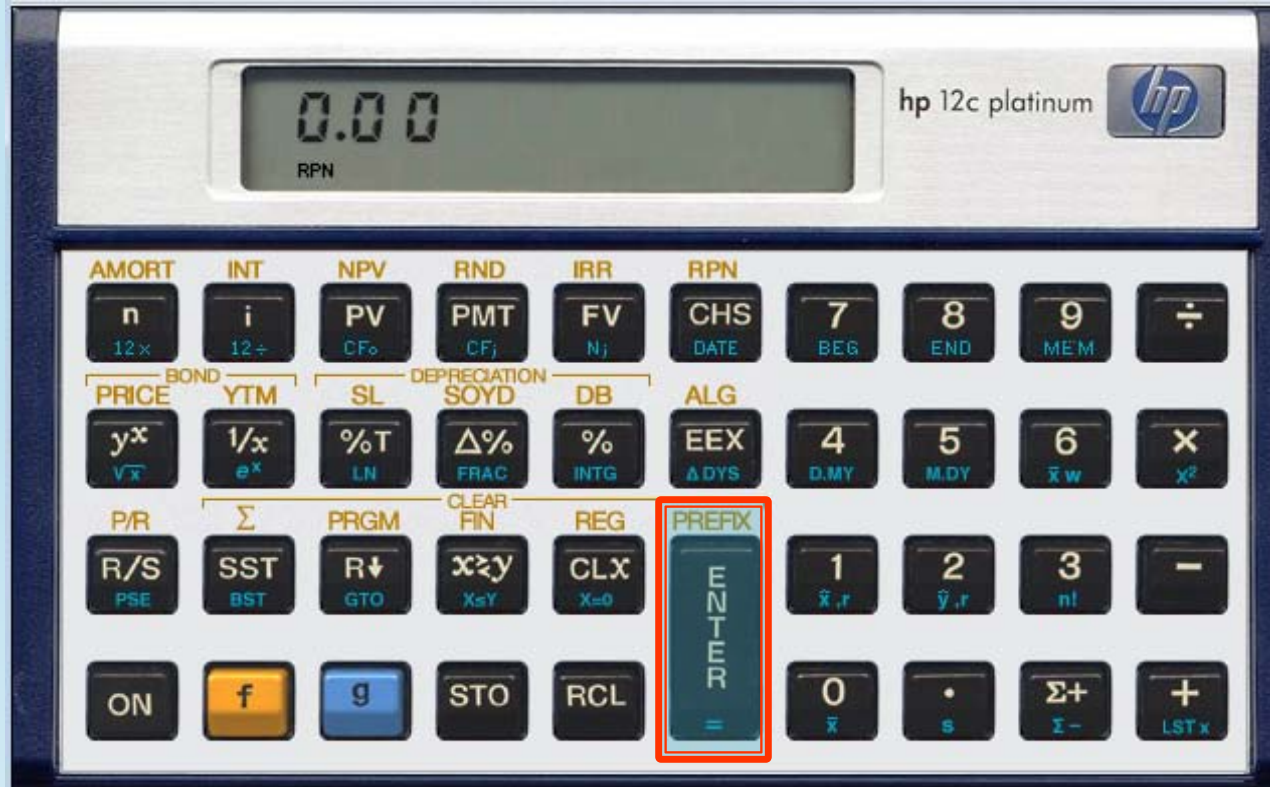 0.00
RPN
hp 12c platinum
hp
AMORT INT NPV RND IRR RPN
n i PV PMT FV CHS 7 8 9 ÷
12× 12÷ CFo CFj Nj DATE BEG END MEM
BOND DEPRECIATION
PRICE YTM SL SOYD DB ALG
yˣ 1/x %T Δ% % EEX 4 5 6 ×
√x eˣ LN FRAC INTG ΔDYS D.MY M.DY x̄w x²
CLEAR
P/R Σ PRGM FIN REG PREFIX
R/S SST R↓ x≷y CLX ENTER 1 2 3 −
PSE BST GTO X≤Y X=0 x̂,r ŷ,r n!
ON f g STO RCL 0 . Σ+ +
= x̄ s Σ− LSTx